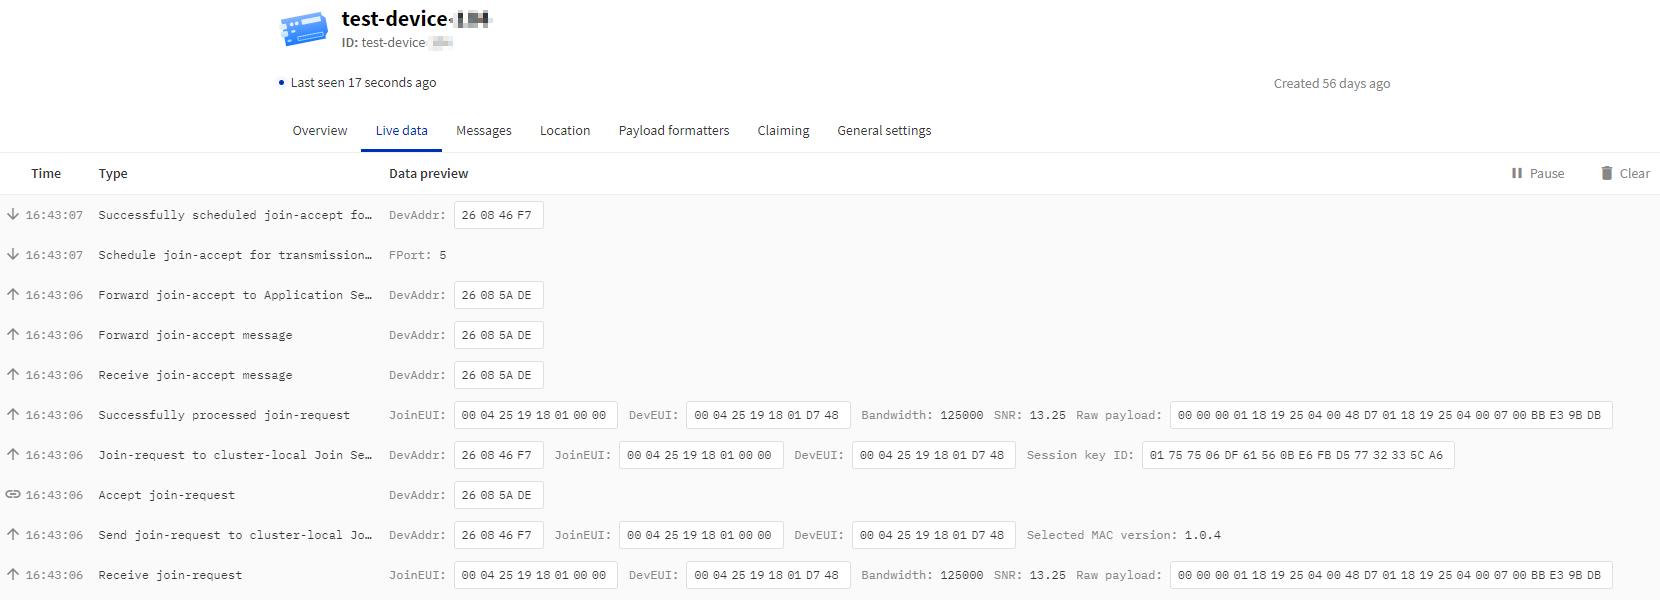 test-device-
ID: test-device
Last seen 17 seconds ago
Created 56 days ago
Overview Live data Messages Location Payload formatters Claiming General settings
Time Type Data preview Pause Clear
16:43:07 Successfully scheduled join-accept fo… DevAddr: 26 08 46 F7
16:43:07 Schedule join-accept for transmission… FPort: 5
16:43:06 Forward join-accept to Application Se… DevAddr: 26 08 5A DE
16:43:06 Forward join-accept message DevAddr: 26 08 5A DE
16:43:06 Receive join-accept message DevAddr: 26 08 5A DE
16:43:06 Successfully processed join-request JoinEUI: 00 04 25 19 18 01 00 00 DevEUI: 00 04 25 19 18 01 D7 48 Bandwidth: 125000 SNR: 13.25 Raw payload: 00 00 00 01 18 19 25 04 00 48 D7 01 18 19 25 04 00 07 00 BB E3 9B DB
16:43:06 Join-request to cluster-local Join Se… DevAddr: 26 08 46 F7 JoinEUI: 00 04 25 19 18 01 00 00 DevEUI: 00 04 25 19 18 01 D7 48 Session key ID: 01 75 75 06 DF 61 56 0B E6 FB D5 77 32 33 5C A6
16:43:06 Accept join-request DevAddr: 26 08 5A DE
16:43:06 Send join-request to cluster-local Jo… DevAddr: 26 08 46 F7 JoinEUI: 00 04 25 19 18 01 00 00 DevEUI: 00 04 25 19 18 01 D7 48 Selected MAC version: 1.0.4
16:43:06 Receive join-request JoinEUI: 00 04 25 19 18 01 00 00 DevEUI: 00 04 25 19 18 01 D7 48 Bandwidth: 125000 SNR: 13.25 Raw payload: 00 00 00 01 18 19 25 04 00 48 D7 01 18 19 25 04 00 07 00 BB E3 9B DB